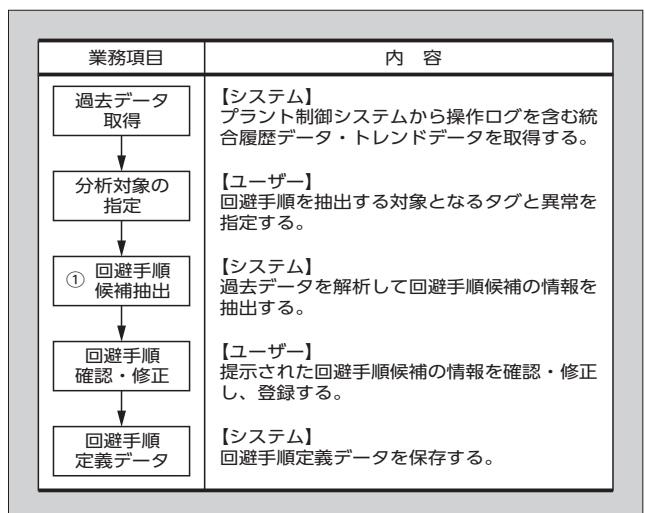 業務項目
内 容
過去データ
取得
【システム】
プラント制御システムから操作ログを含む統
合履歴データ・トレンドデータを取得する。
分析対象の
指定
【ユーザー】
回避手順を抽出する対象となるタグと異常を
指定する。
① 回避手順
候補抽出
【システム】
過去データを解析して回避手順候補の情報を
抽出する。
回避手順
確認・修正
【ユーザー】
提示された回避手順候補の情報を確認・修正
し、登録する。
回避手順
定義データ
【システム】
回避手順定義データを保存する。